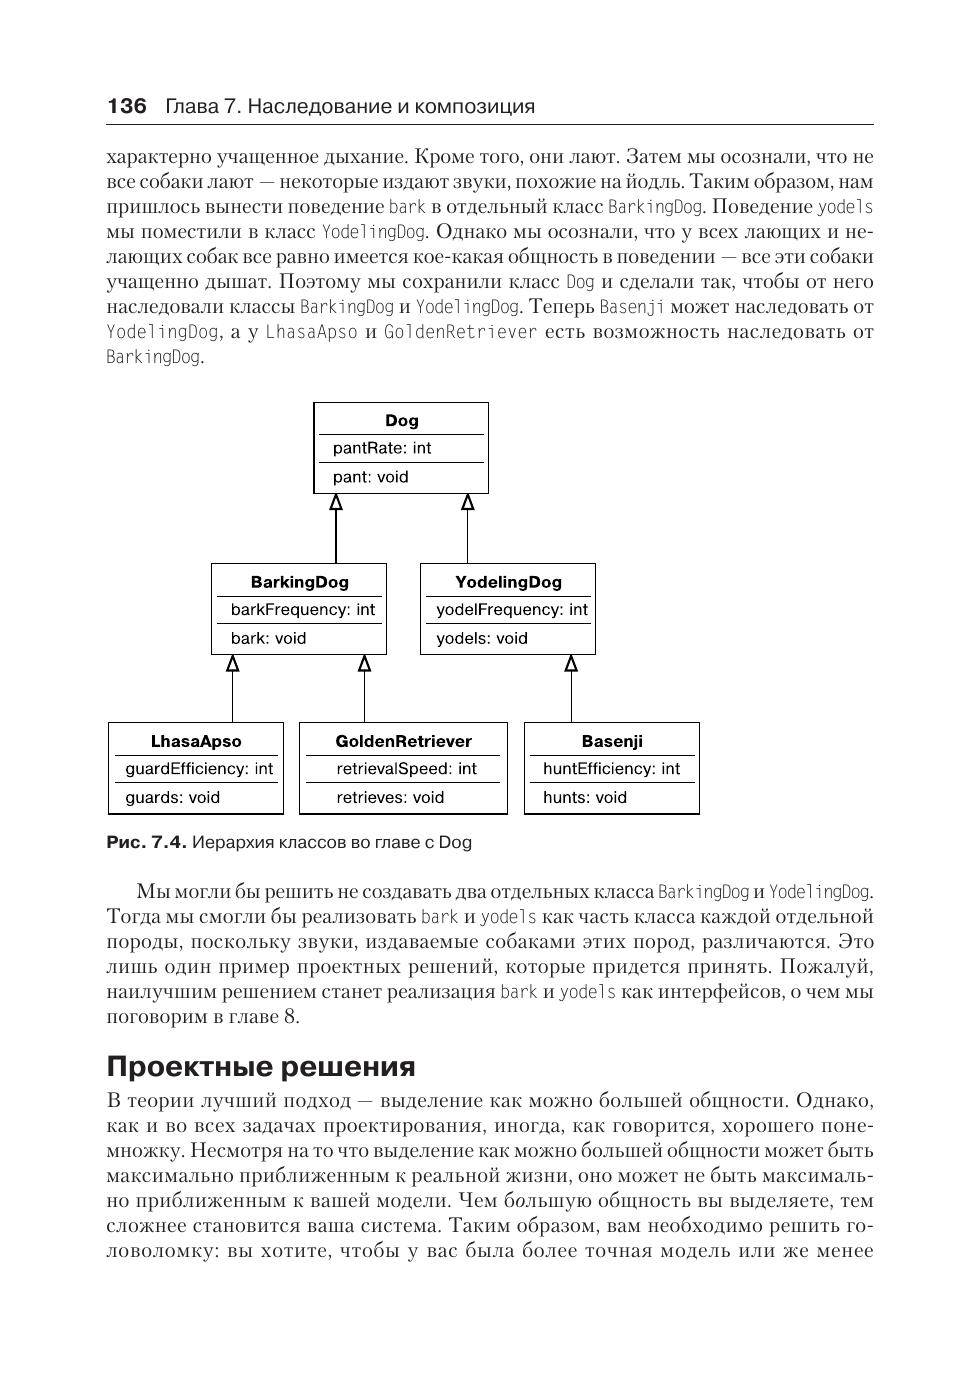 136 Глава 7. Наследование и композиция
характерно учащенное дыхание. Кроме того, они лают. Затем мы осознали, что не
все собаки лают — некоторые издают звуки, похожие на йодль. Таким образом, нам
пришлось вынести поведение bark в отдельный класс BarkingDog. Поведение yodels
мы поместили в класс YodelingDog. Однако мы осознали, что у всех лающих и не-
лающих собак все равно имеется кое-какая общность в поведении — все эти собаки
учащенно дышат. Поэтому мы сохранили класс Dog и сделали так, чтобы от него
наследовали классы BarkingDog и YodelingDog. Теперь Basenji может наследовать от
YodelingDog, а у LhasaApso и GoldenRetriever есть возможность наследовать от
BarkingDog.
Dog
pantRate: int
pant: void
BarkingDog
barkFrequency: int
bark: void
YodelingDog
yodelFrequency: int
yodels: void
LhasaApso
guardEfficiency: int
guards: void
GoldenRetriever
retrievalSpeed: int
retrieves: void
Basenji
huntEfficiency: int
hunts: void
Рис. 7.4. Иерархия классов во главе с Dog
Мы могли бы решить не создавать два отдельных класса BarkingDog и YodelingDog.
Тогда мы смогли бы реализовать bark и yodels как часть класса каждой отдельной
породы, поскольку звуки, издаваемые собаками этих пород, различаются. Это
лишь один пример проектных решений, которые придется принять. Пожалуй,
наилучшим решением станет реализация bark и yodels как интерфейсов, о чем мы
поговорим в главе 8.
Проектные решения
В теории лучший подход — выделение как можно большей общности. Однако,
как и во всех задачах проектирования, иногда, как говорится, хорошего поне-
множку. Несмотря на то что выделение как можно большей общности может быть
максимально приближенным к реальной жизни, оно может не быть максималь-
но приближенным к вашей модели. Чем большую общность вы выделяете, тем
сложнее становится ваша система. Таким образом, вам необходимо решить го-
ловоломку: вы хотите, чтобы у вас была более точная модель или же менее